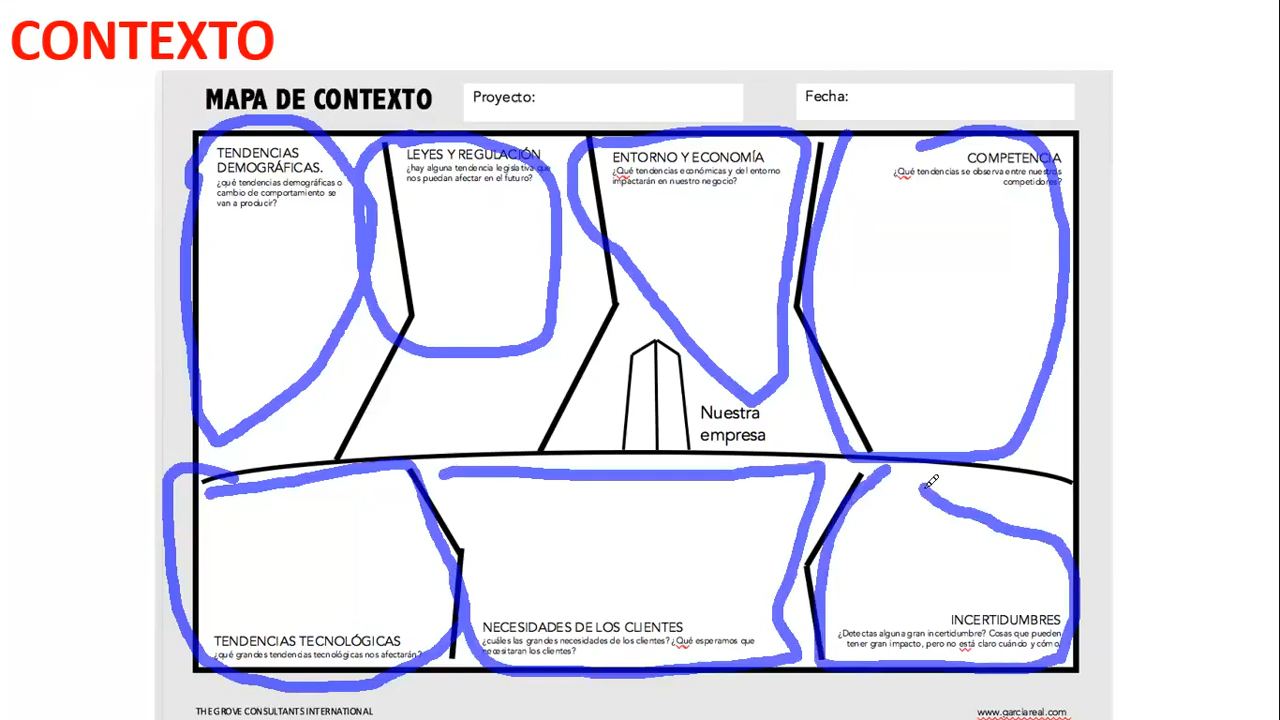 CONTEXTO
MAPA DE CONTEXTO
Proyecto:
Fecha:
TENDENCIAS
DEMOGRÁFICAS.
¿qué tendencias demográficas o
cambio de comportamiento se
van a producir?
LEYES Y REGULACIÓN
¿hay alguna tendencia legislativa que
nos puedan afectar en el futuro?
ENTORNO Y ECONOMÍA
¿Qué tendencias económicas y del entorno
impactarán en nuestro negocio?
COMPETENCIA
¿Qué tendencias se observa entre nuestros
competidores?
Nuestra
empresa
TENDENCIAS TECNOLÓGICAS
¿qué grandes tendencias tecnológicas nos afectarán?
NECESIDADES DE LOS CLIENTES
¿cuáles las grandes necesidades de los clientes? ¿Qué esperamos que
necesitaran los clientes?
INCERTIDUMBRES
¿Detectas alguna gran incertidumbre? Cosas que pueden
tener gran impacto, pero no está claro cuándo y cómo.
THE GROVE CONSULTANTS INTERNATIONAL
www.garciareal.com